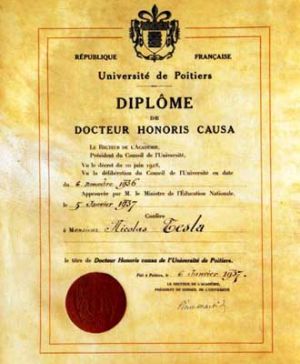 RÉPUBLIQUE FRANÇAISE
Université de Poitiers
DIPLÔME
DE
DOCTEUR HONORIS CAUSA
LE RECTEUR DE L'ACADÉMIE,
Président du Conseil de l'Université,
Vu le décret du 10 juin 1918,
Vu la délibération du Conseil de l'Université en date
du 6 novembre 1936
Approuvée par M. le Ministre de l'Éducation Nationale,
le 5 Janvier 1937
Confère
à Monsieur Nicolas Tesla
le titre de Docteur Honoris causa de l'Université de Poitiers.
Fait à Poitiers, le 6 Janvier 1937.
LE RECTEUR DE L'ACADÉMIE,
PRÉSIDENT DU CONSEIL DE L'UNIVERSITÉ